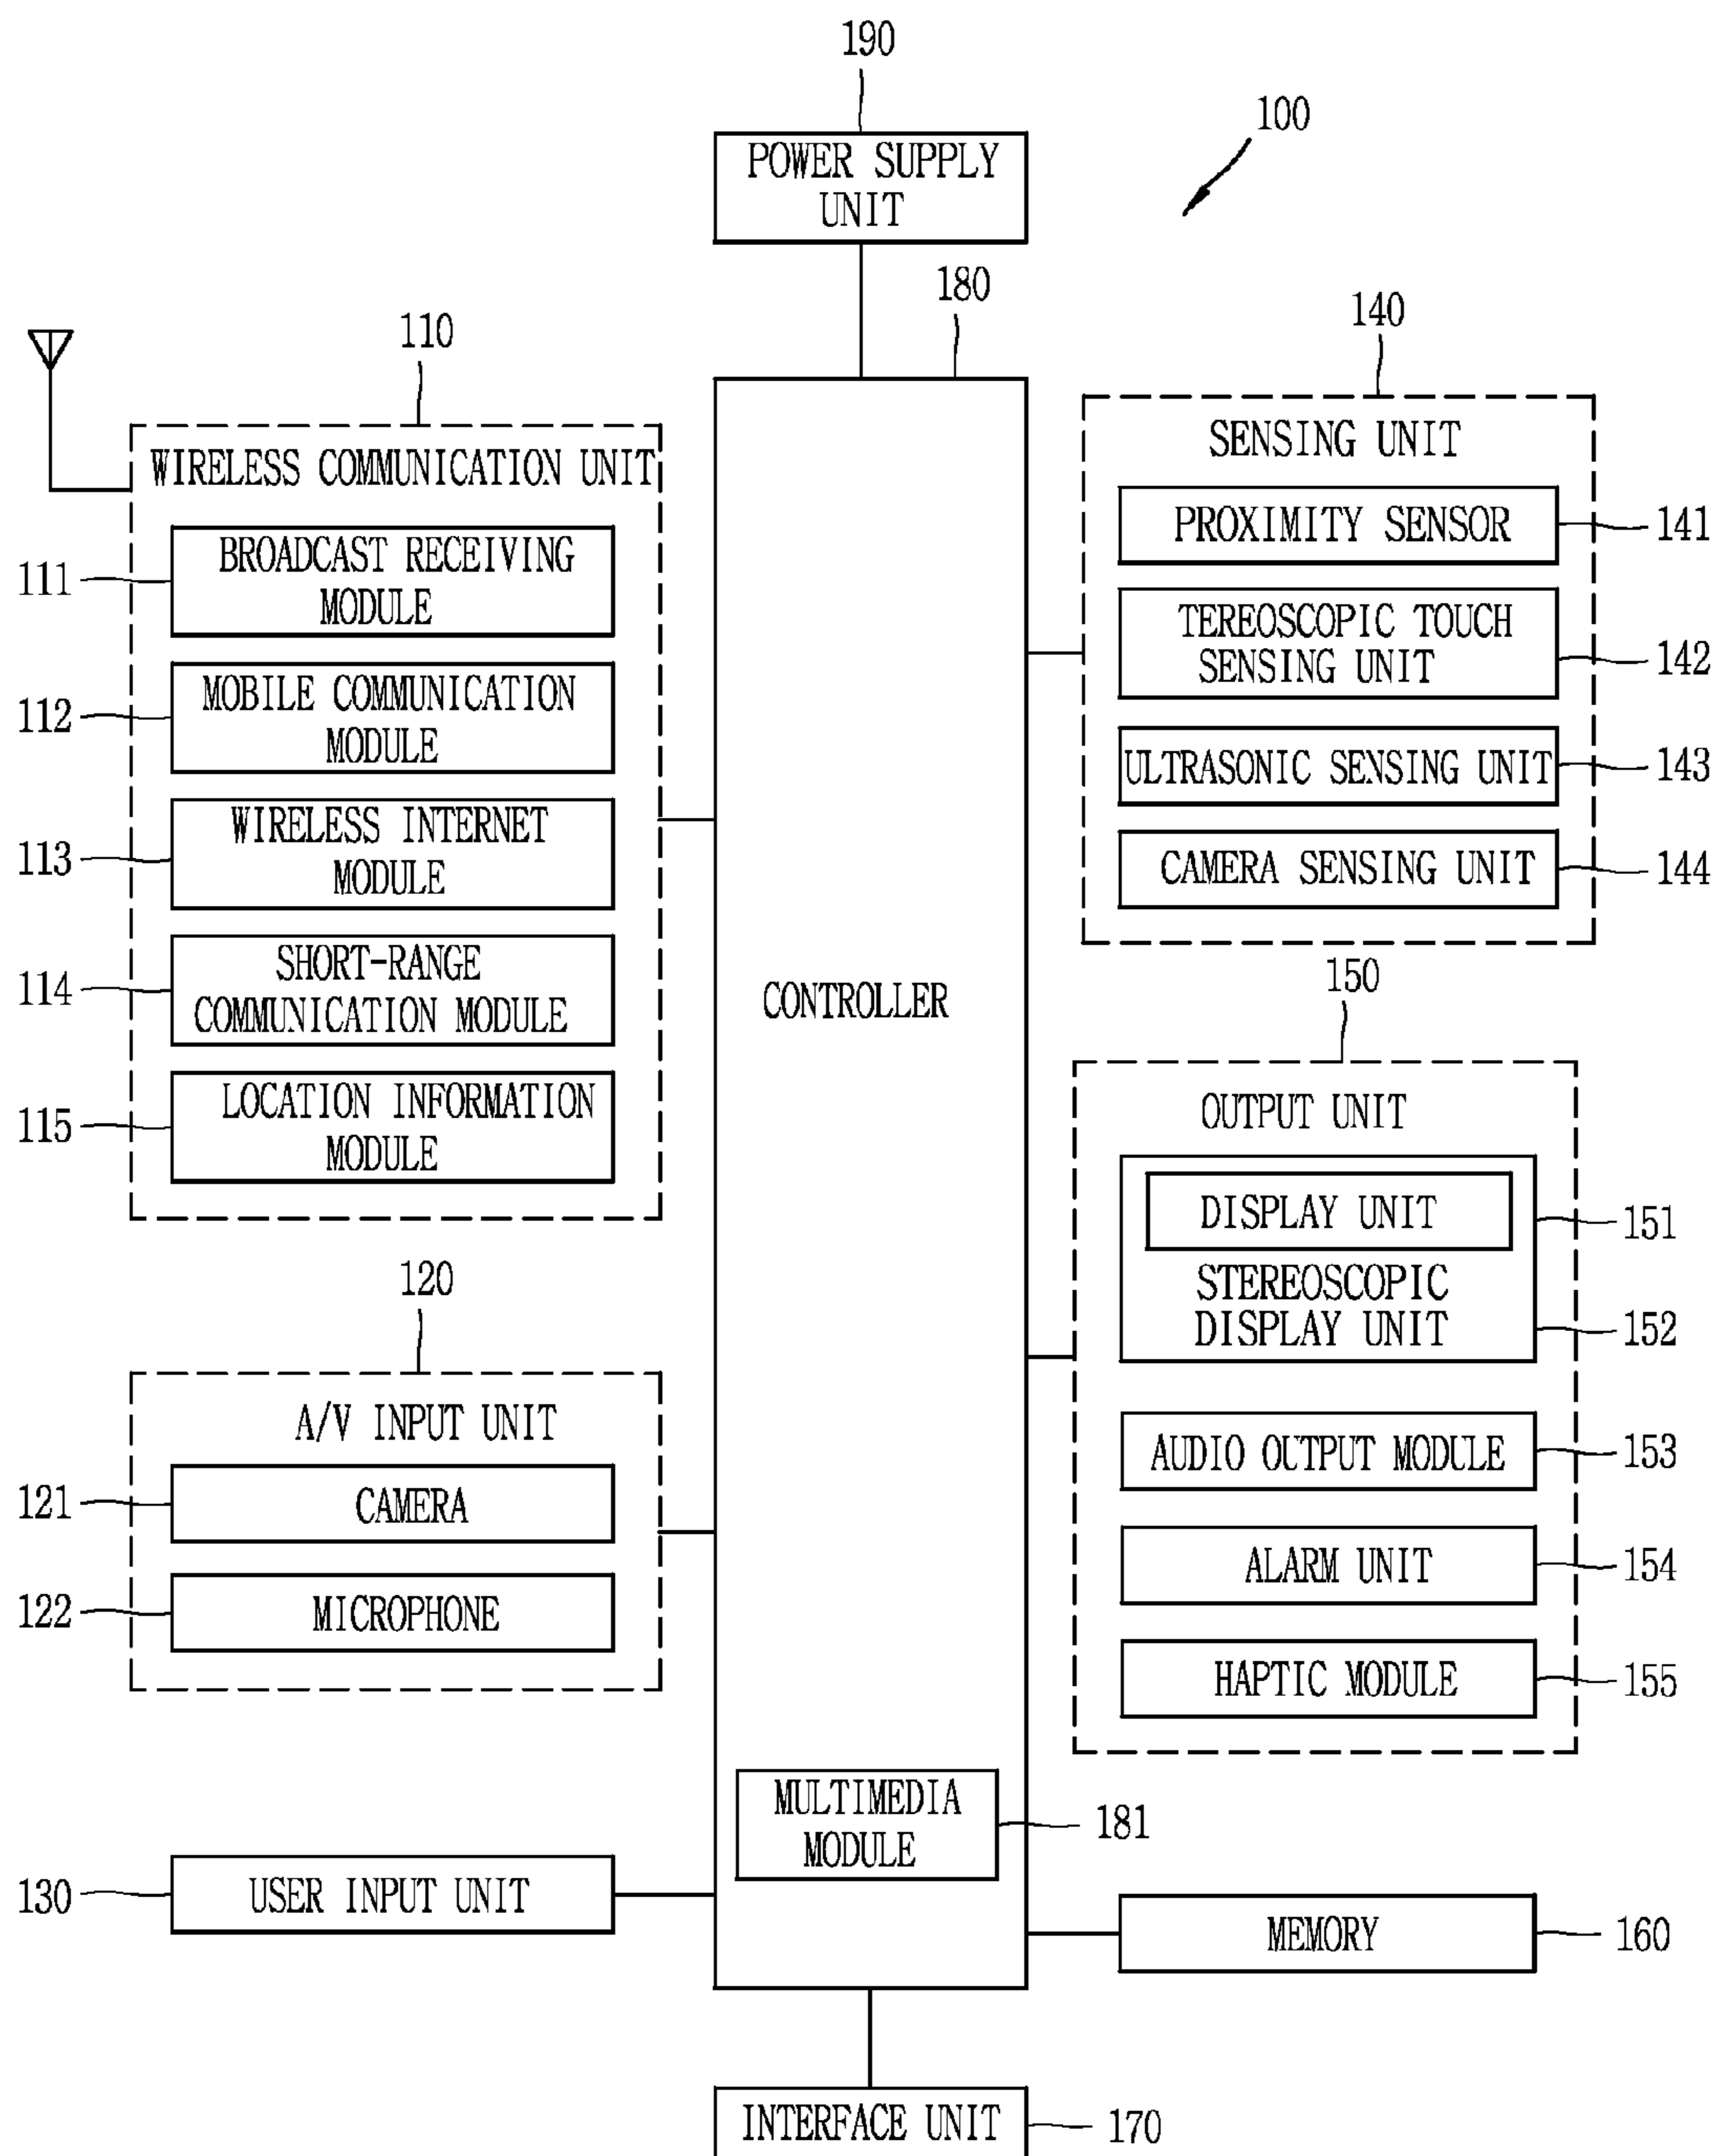 190
POWER SUPPLY
UNIT
100
180
110
WIRELESS COMMUNICATION UNIT
111
BROADCAST RECEIVING
MODULE
112
MOBILE COMMUNICATION
MODULE
113
WIRELESS INTERNET
MODULE
114
SHORT-RANGE
COMMUNICATION MODULE
115
LOCATION INFORMATION
MODULE
120
A/V INPUT UNIT
121
CAMERA
122
MICROPHONE
130
USER INPUT UNIT
CONTROLLER
MULTIMEDIA
MODULE
181
140
SENSING UNIT
PROXIMITY SENSOR
141
TEREOSCOPIC TOUCH
SENSING UNIT
142
ULTRASONIC SENSING UNIT
143
CAMERA SENSING UNIT
144
150
OUTPUT UNIT
DISPLAY UNIT
151
STEREOSCOPIC
DISPLAY UNIT
152
AUDIO OUTPUT MODULE
153
ALARM UNIT
154
HAPTIC MODULE
155
MEMORY
160
INTERFACE UNIT
170